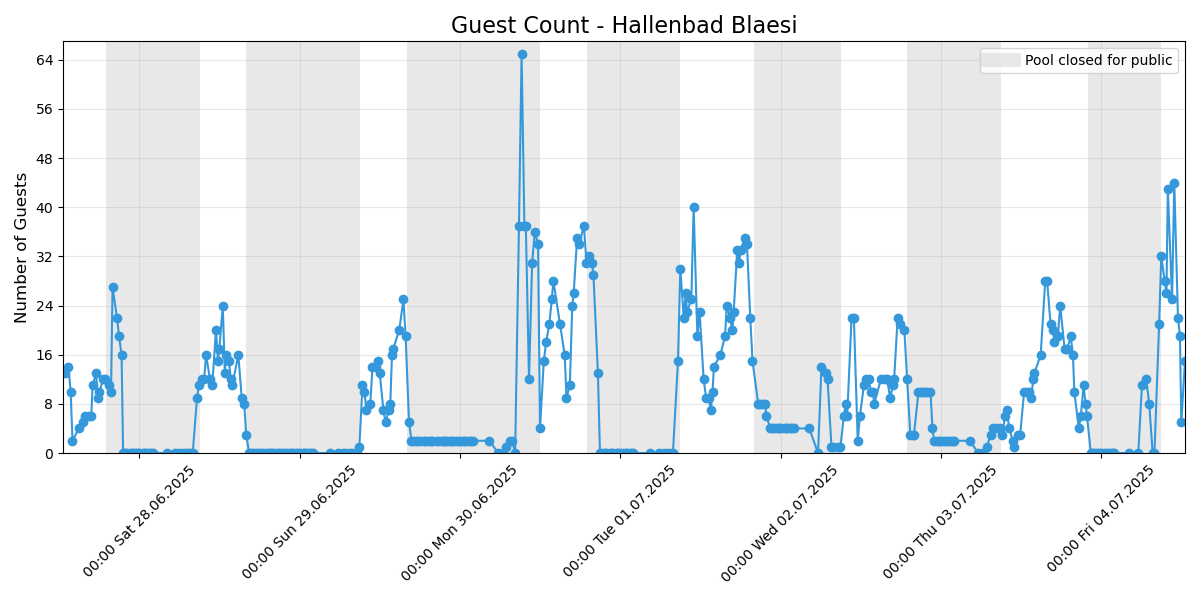 Guest Count - Hallenbad Blaesi
Pool closed for public
Number of Guests
64
56
48
40
32
24
16
8
0
00:00 Sat 28.06.2025
00:00 Sun 29.06.2025
00:00 Mon 30.06.2025
00:00 Tue 01.07.2025
00:00 Wed 02.07.2025
00:00 Thu 03.07.2025
00:00 Fri 04.07.2025